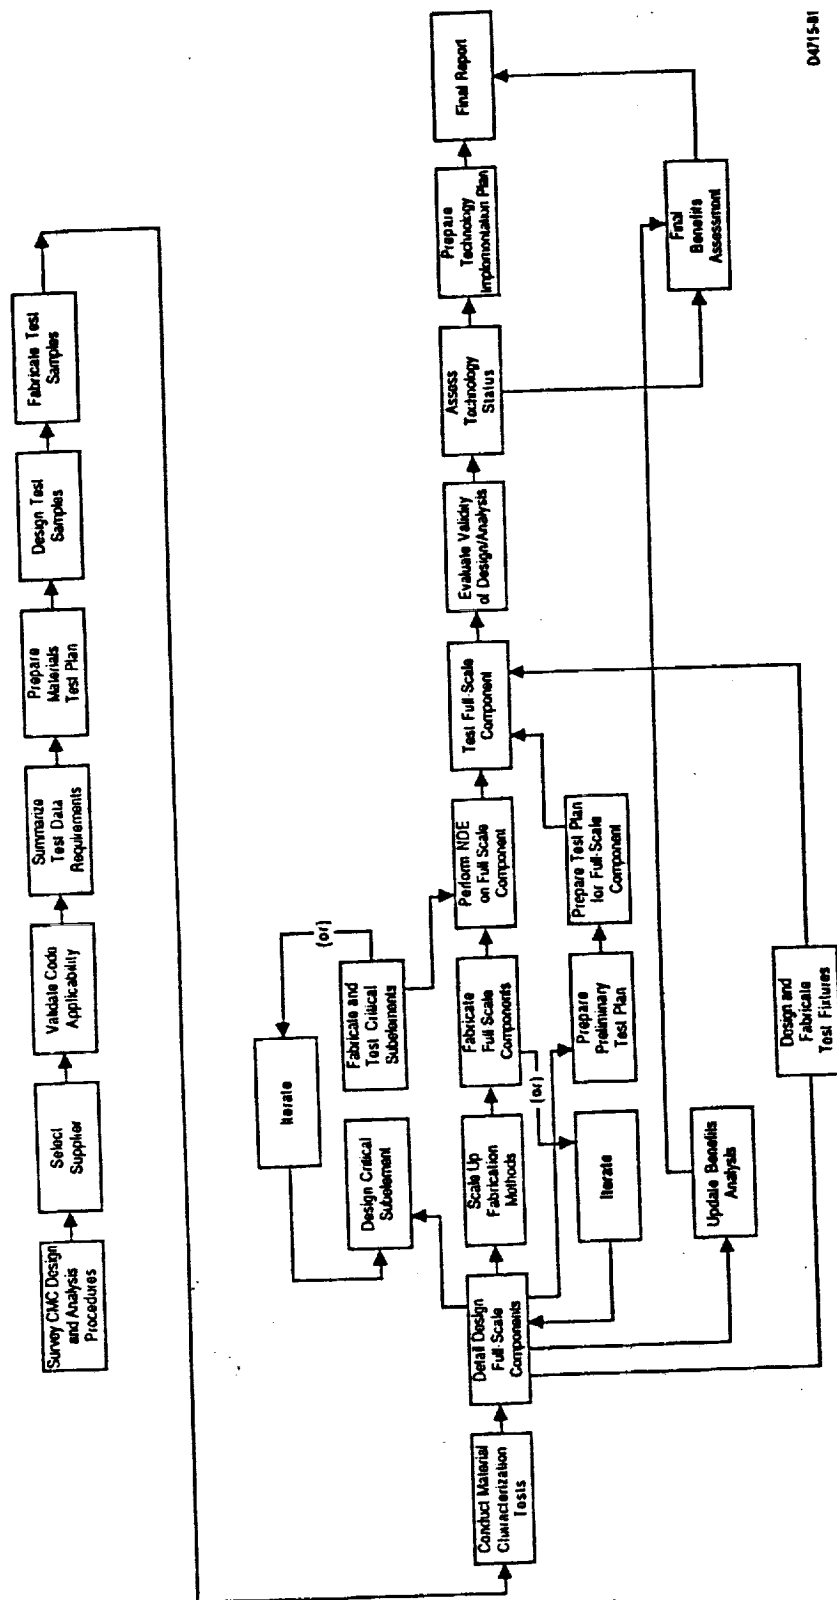 Survey CMC Design
and Analysis
Procedures
Select
Supplier
Validate Code
Applicability
Summarize
Test Data
Requirements
Prepare
Materials
Test Plan
Design Test
Samples
Fabricate Test
Samples
Iterate
(or)
Design Critical
Subelement
Fabricate and
Test Critical
Subelements
Conduct Material
Characterization
Tests
Detail Design
Full-Scale
Components
Scale Up
Fabrication
Methods
Fabricate
Full Scale
Components
Perform NDE
on Full Scale
Component
Test Full-Scale
Component
Evaluate Validity
of Design/Analysis
Assess
Technology
Status
Prepare
Technology
Implomontation Plan
Final Report
(or)
Iterate
Prepare
Preliminary
Test Plan
Prepare Test Plan
for Full-Scale
Component
Update Benefits
Analysis
Final
Benefits
Assessment
Design and
Fabricate
Test Fixtures
D4715-B1